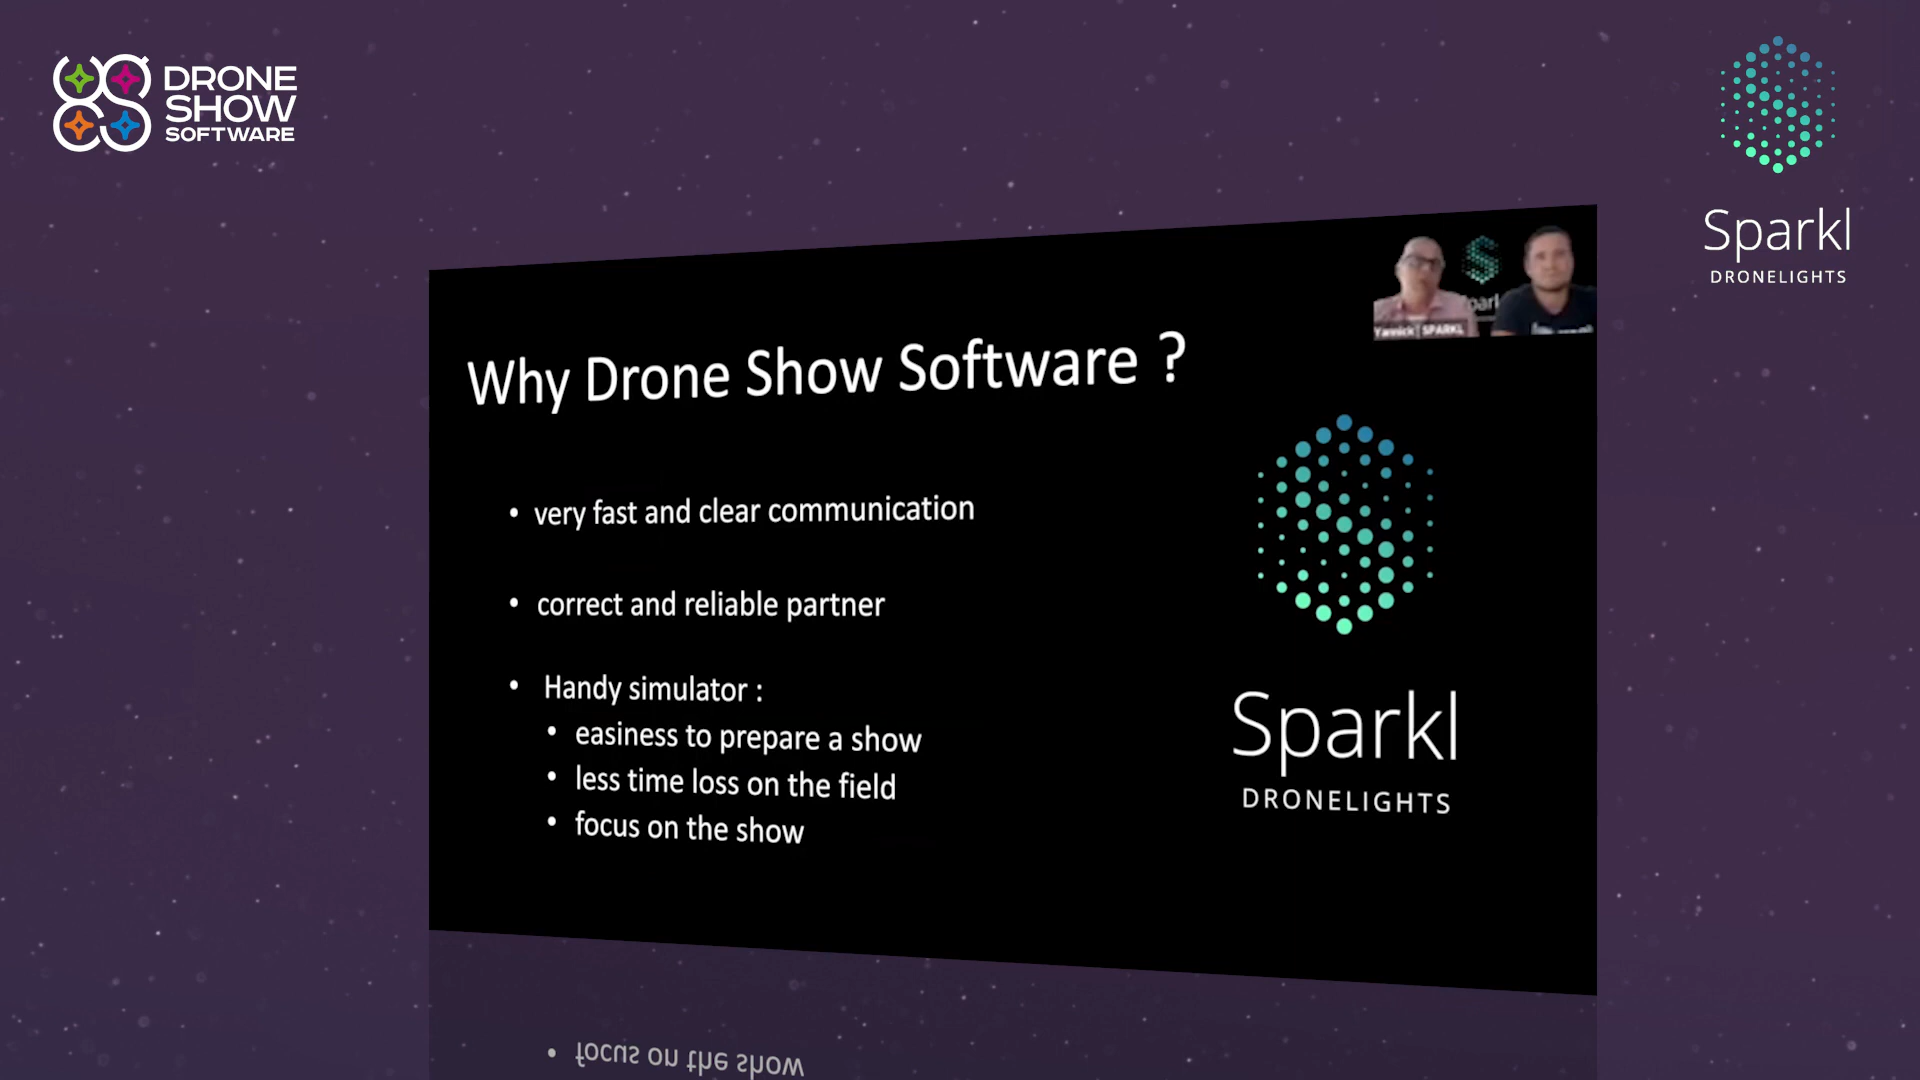 DRONE
SHOW
SOFTWARE
Sparkl
DRONELIGHTS
Yannick | SPARKL
Why Drone Show Software ?
• very fast and clear communication
• correct and reliable partner
• Handy simulator :
• easiness to prepare a show
• less time loss on the field
• focus on the show
Sparkl
DRONELIGHTS
• focus on the show